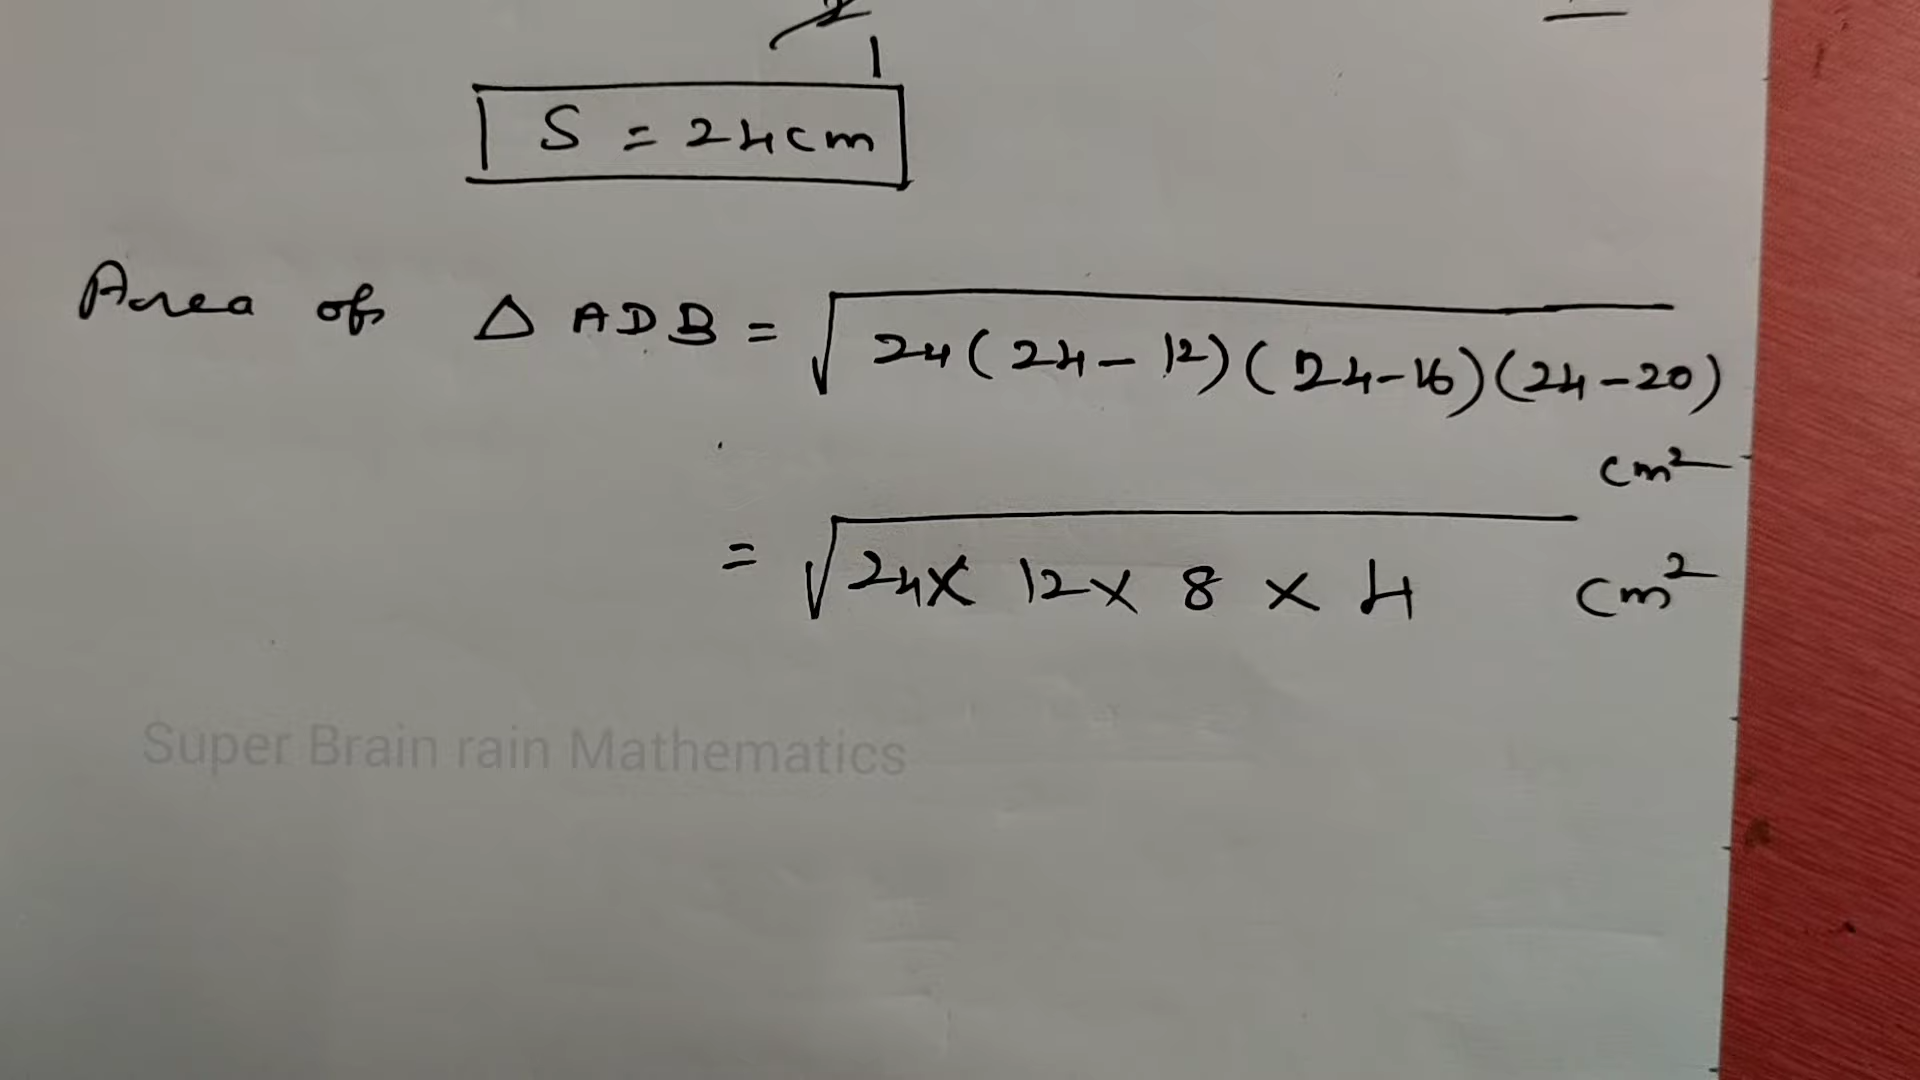 1
S = 24cm
Area of △ ADB = √24(24-12)(24-16)(24-20)
cm²
= √24× 12× 8 × 4 cm²
Super Brain rain Mathematics